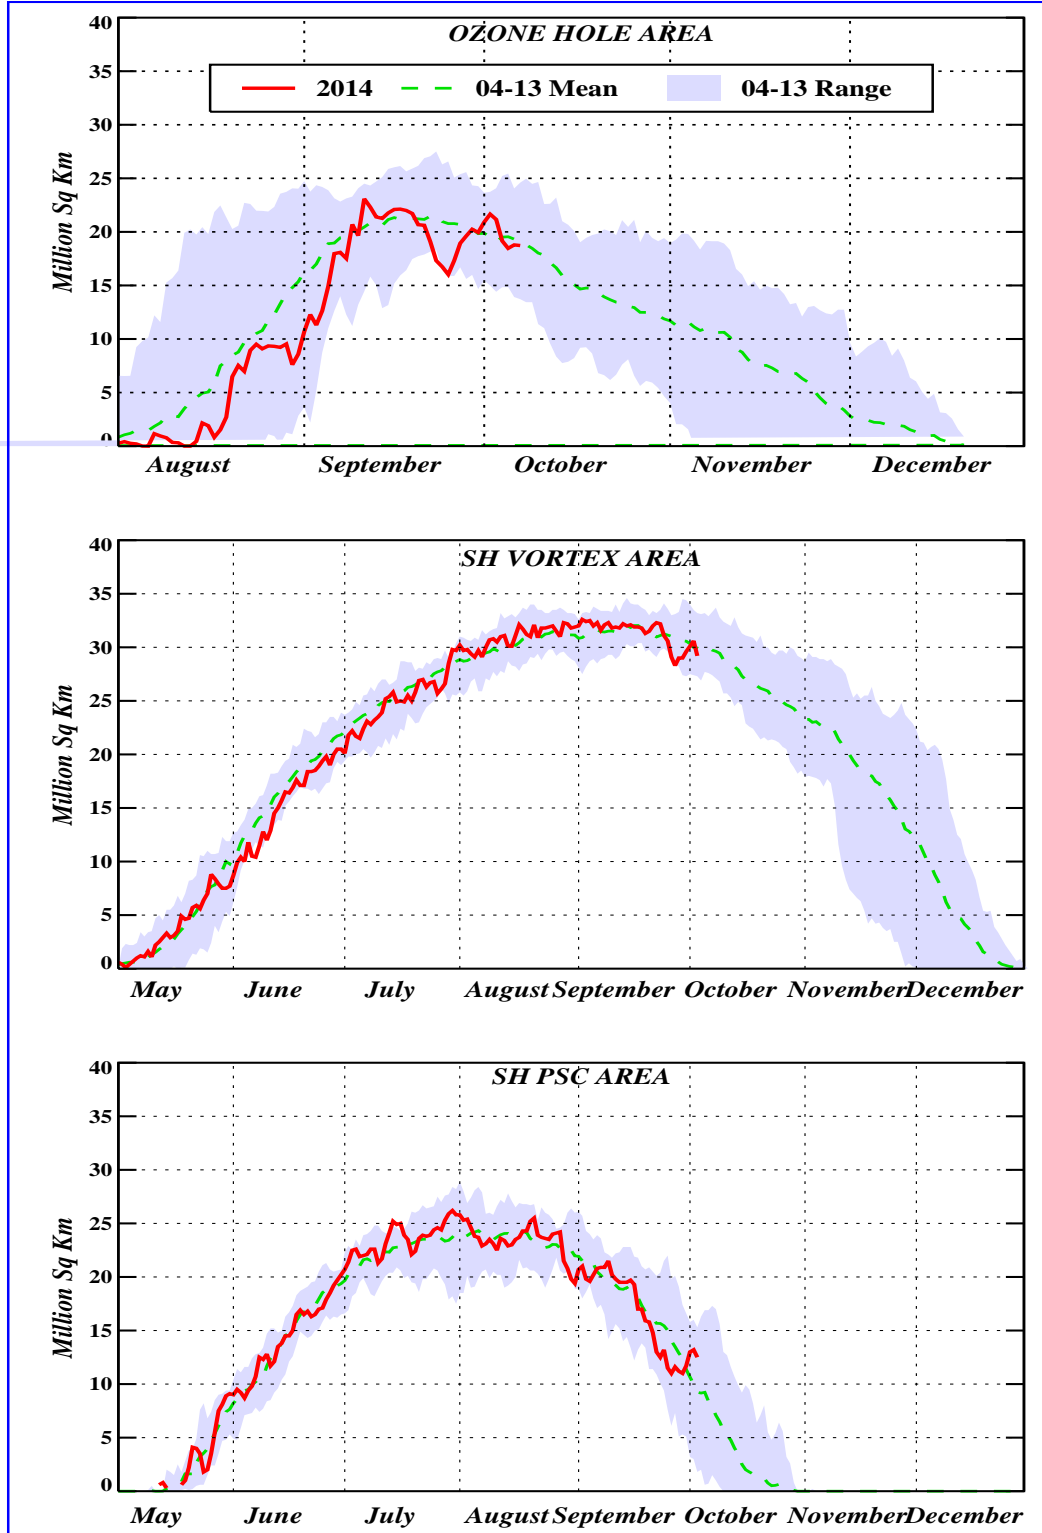 OZONE HOLE AREA
2014 04-13 Mean 04-13 Range
Million Sq Km
40
35
30
25
20
15
10
5
0
August September October November December
SH VORTEX AREA
Million Sq Km
40
35
30
25
20
15
10
5
0
May June July August September October November December
SH PSC AREA
Million Sq Km
40
35
30
25
20
15
10
5
0
May June July August September October November December